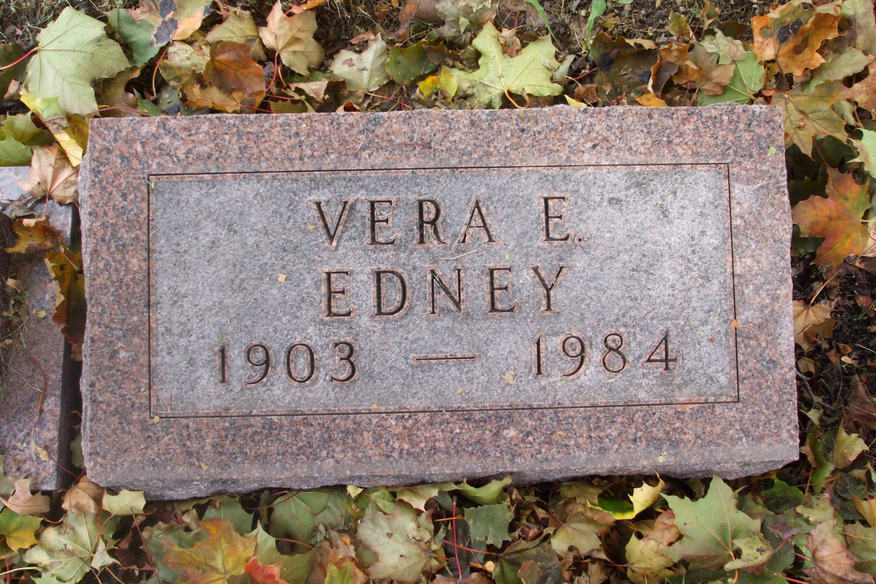 VERA E.
EDNEY
1903 — 1984